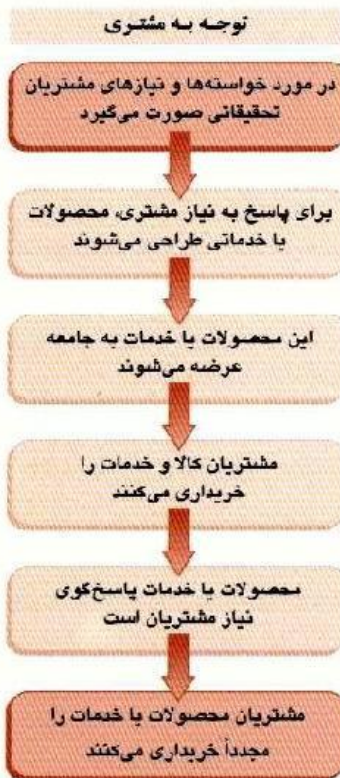 توجه به مشتری
در مورد خواسته‌ها و نیازهای مشتریان
تحقیقاتی صورت می‌گیرد
برای پاسخ به نیاز مشتری، محصولات
یا خدماتی طراحی می‌شوند
این محصولات یا خدمات به جامعه
عرضه می‌شوند
مشتریان کالا و خدمات را
خریداری می‌کنند
محصولات یا خدمات پاسخ‌گوی
نیاز مشتریان است
مشتریان محصولات یا خدمات را
مجدداً خریداری می‌کنند